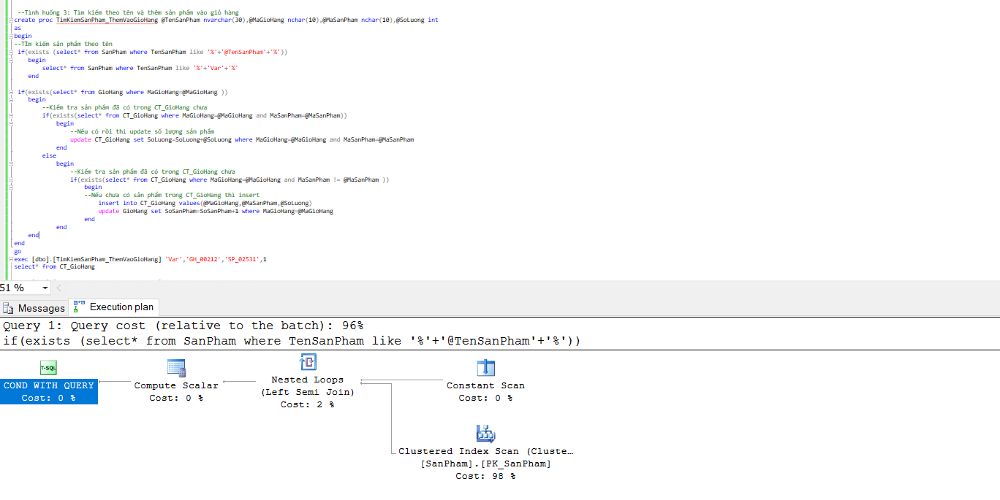 --Tình huống 3: Tìm kiếm theo tên và thêm sản phẩm vào giỏ hàng
create proc TimKiemSanPham_ThemVaoGioHang @TenSanPham nvarchar(30),@MaGioHang nchar(10),@MaSanPham nchar(10),@SoLuong int
as
begin
--Tìm kiếm sản phẩm theo tên
if(exists (select* from SanPham where TenSanPham like '%'+'@TenSanPham'+'%'))
begin
select* from SanPham where TenSanPham like '%'+'Var'+'%'
end
if(exists(select* from GioHang where MaGioHang=@MaGioHang ))
begin
--Kiểm tra sản phẩm đã có trong CT_GioHang chưa
if(exists(select* from CT_GioHang where MaGioHang=@MaGioHang and MaSanPham=@MaSanPham))
begin
--Nếu có rồi thì update số lượng sản phẩm
update CT_GioHang set SoLuong=SoLuong+@SoLuong where MaGioHang=@MaGioHang and MaSanPham=@MaSanPham
end
else
begin
--Kiểm tra sản phẩm đã có trong CT_GioHang chưa
if(exists(select* from CT_GioHang where MaGioHang=@MaGioHang and MaSanPham != @MaSanPham ))
begin
--Nếu chưa có sản phẩm trong CT_GioHang thì insert
insert into CT_GioHang values(@MaGioHang,@MaSanPham,@SoLuong)
update GioHang set SoSanPham=SoSanPham+1 where MaGioHang=@MaGioHang
end
end
end
end
go
exec [dbo].[TimKiemSanPham_ThemVaoGioHang] 'Var','GH_00212','SP_02531',1
select* from CT_GioHang
51 %
Messages Execution plan
Query 1: Query cost (relative to the batch): 96%
if(exists (select* from SanPham where TenSanPham like '%'+'@TenSanPham'+'%'))
T-SQL
COND WITH QUERY
Cost: 0 %
Compute Scalar
Cost: 0 %
Nested Loops
(Left Semi Join)
Cost: 2 %
Constant Scan
Cost: 0 %
Clustered Index Scan (Cluste…
[SanPham].[PK_SanPham]
Cost: 98 %